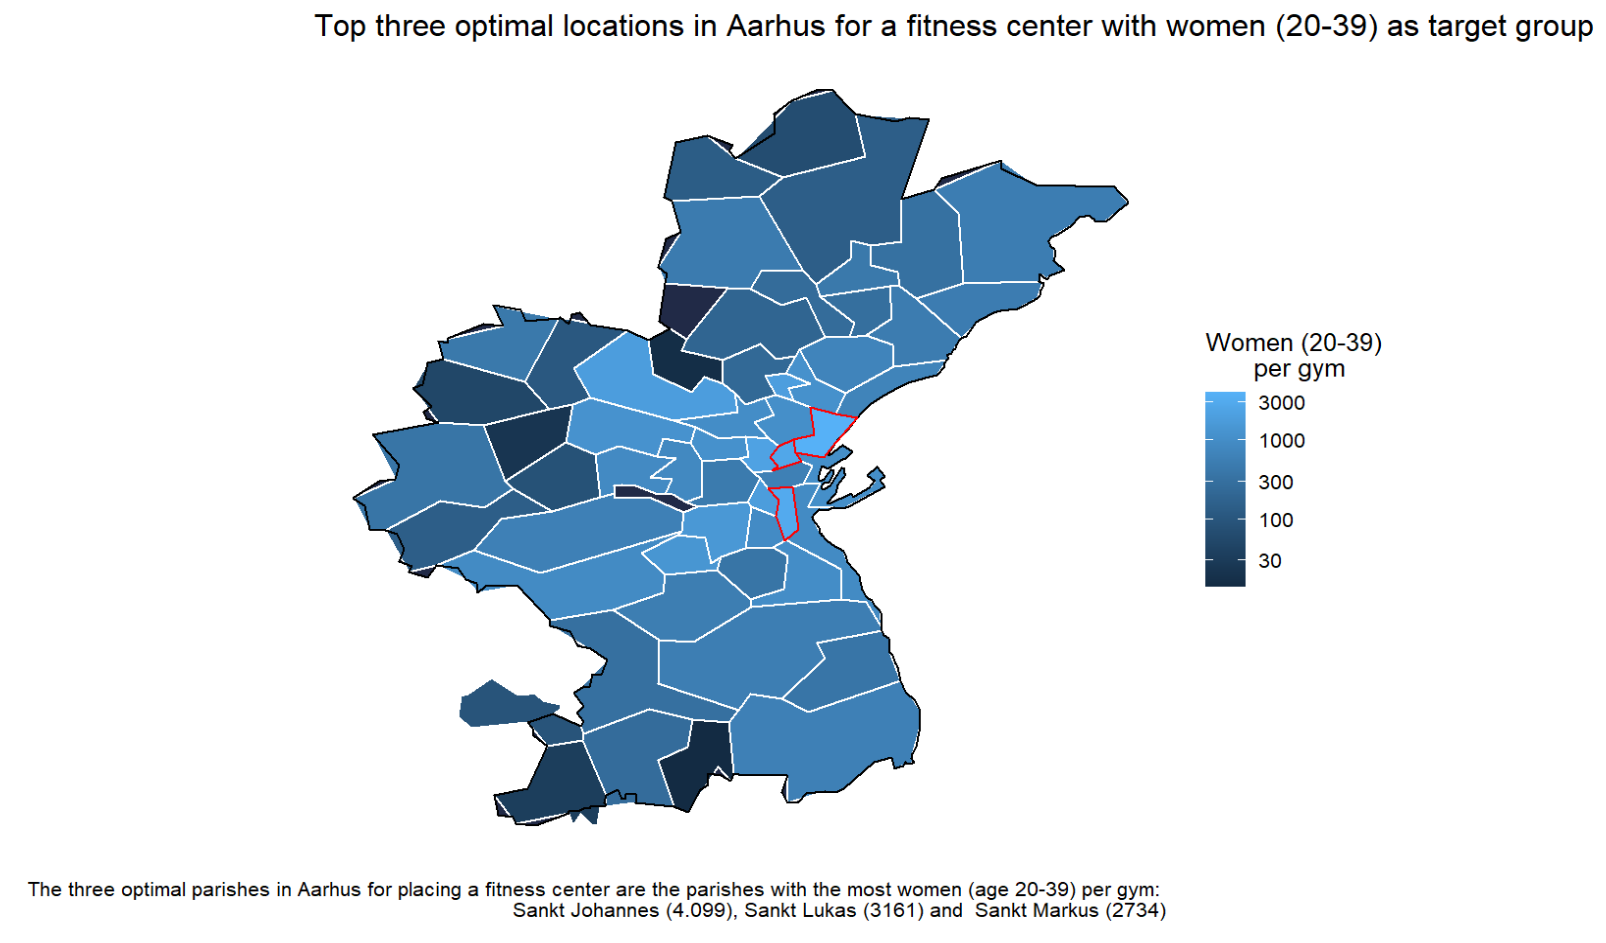 Top three optimal locations in Aarhus for a fitness center with women (20-39) as target group
Women (20-39)
per gym
3000
1000
300
100
30
The three optimal parishes in Aarhus for placing a fitness center are the parishes with the most women (age 20-39) per gym:
Sankt Johannes (4.099), Sankt Lukas (3161) and  Sankt Markus (2734)